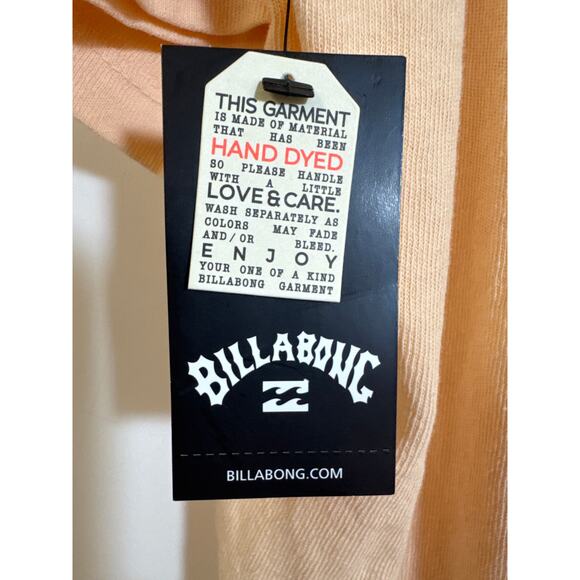 THIS GARMENT
IS MADE OF MATERIAL
THAT HAS BEEN
HAND DYED
SO PLEASE HANDLE
WITH A LITTLE
LOVE & CARE.
WASH SEPARATELY AS
COLORS MAY FADE
AND/OR BLEED.
ENJOY
YOUR ONE OF A KIND
BILLABONG GARMENT
BILLABONG
BILLABONG.COM